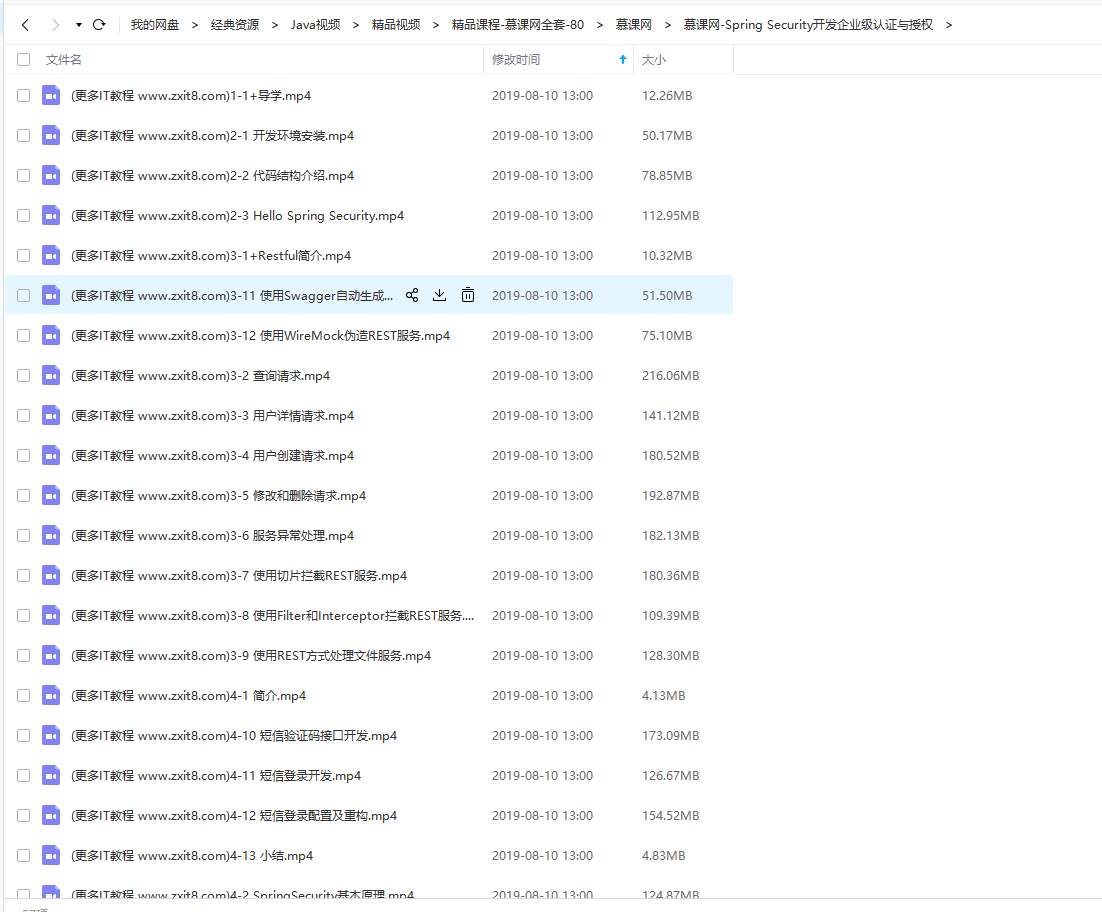 我的网盘 > 经典资源 > Java视频 > 精品视频 > 精品课程-慕课网全套-80 > 慕课网 > 慕课网-Spring Security开发企业级认证与授权 >
文件名 修改时间 大小
(更多IT教程 www.zxit8.com)1-1+导学.mp4 2019-08-10 13:00 12.26MB
(更多IT教程 www.zxit8.com)2-1 开发环境安装.mp4 2019-08-10 13:00 50.17MB
(更多IT教程 www.zxit8.com)2-2 代码结构介绍.mp4 2019-08-10 13:00 78.85MB
(更多IT教程 www.zxit8.com)2-3 Hello Spring Security.mp4 2019-08-10 13:00 112.95MB
(更多IT教程 www.zxit8.com)3-1+Restful简介.mp4 2019-08-10 13:00 10.32MB
(更多IT教程 www.zxit8.com)3-11 使用Swagger自动生成... 2019-08-10 13:00 51.50MB
(更多IT教程 www.zxit8.com)3-12 使用WireMock伪造REST服务.mp4 2019-08-10 13:00 75.10MB
(更多IT教程 www.zxit8.com)3-2 查询请求.mp4 2019-08-10 13:00 216.06MB
(更多IT教程 www.zxit8.com)3-3 用户详情请求.mp4 2019-08-10 13:00 141.12MB
(更多IT教程 www.zxit8.com)3-4 用户创建请求.mp4 2019-08-10 13:00 180.52MB
(更多IT教程 www.zxit8.com)3-5 修改和删除请求.mp4 2019-08-10 13:00 192.87MB
(更多IT教程 www.zxit8.com)3-6 服务异常处理.mp4 2019-08-10 13:00 182.13MB
(更多IT教程 www.zxit8.com)3-7 使用切片拦截REST服务.mp4 2019-08-10 13:00 180.36MB
(更多IT教程 www.zxit8.com)3-8 使用Filter和Interceptor拦截REST服务.... 2019-08-10 13:00 109.39MB
(更多IT教程 www.zxit8.com)3-9 使用REST方式处理文件服务.mp4 2019-08-10 13:00 128.30MB
(更多IT教程 www.zxit8.com)4-1 简介.mp4 2019-08-10 13:00 4.13MB
(更多IT教程 www.zxit8.com)4-10 短信验证码接口开发.mp4 2019-08-10 13:00 173.09MB
(更多IT教程 www.zxit8.com)4-11 短信登录开发.mp4 2019-08-10 13:00 126.67MB
(更多IT教程 www.zxit8.com)4-12 短信登录配置及重构.mp4 2019-08-10 13:00 154.52MB
(更多IT教程 www.zxit8.com)4-13 小结.mp4 2019-08-10 13:00 4.83MB
(更多IT教程 www.zxit8.com)4-2 SpringSecurity基本原理.mp4 2019-08-10 13:00 124.87MB